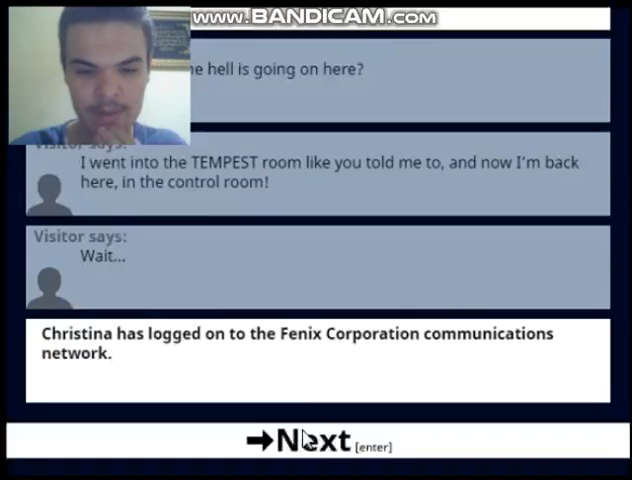 www.BANDICAM.com
he hell is going on here?
Visitor says:
I went into the TEMPEST room like you told me to, and now I'm back
here, in the control room!
Visitor says:
Wait...
Christina has logged on to the Fenix Corporation communications
network.
➡Next [enter]